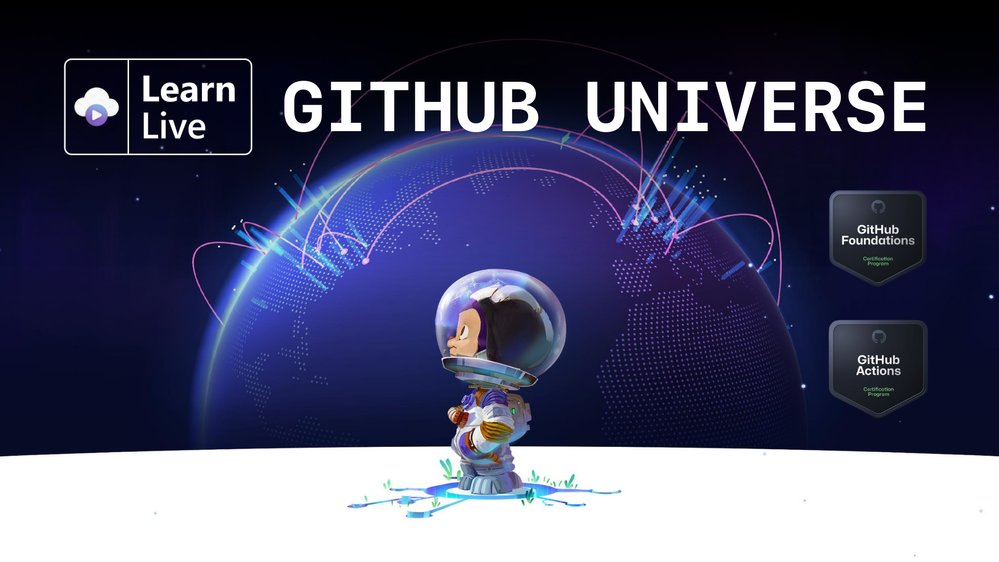 Learn
Live
GITHUB UNIVERSE
GitHub
Foundations
Certification
Program
GitHub
Actions
Certification
Program